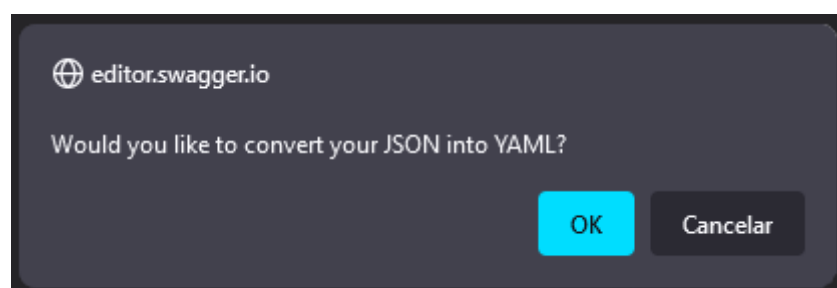 editor.swagger.io
Would you like to convert your JSON into YAML?
OK
Cancelar